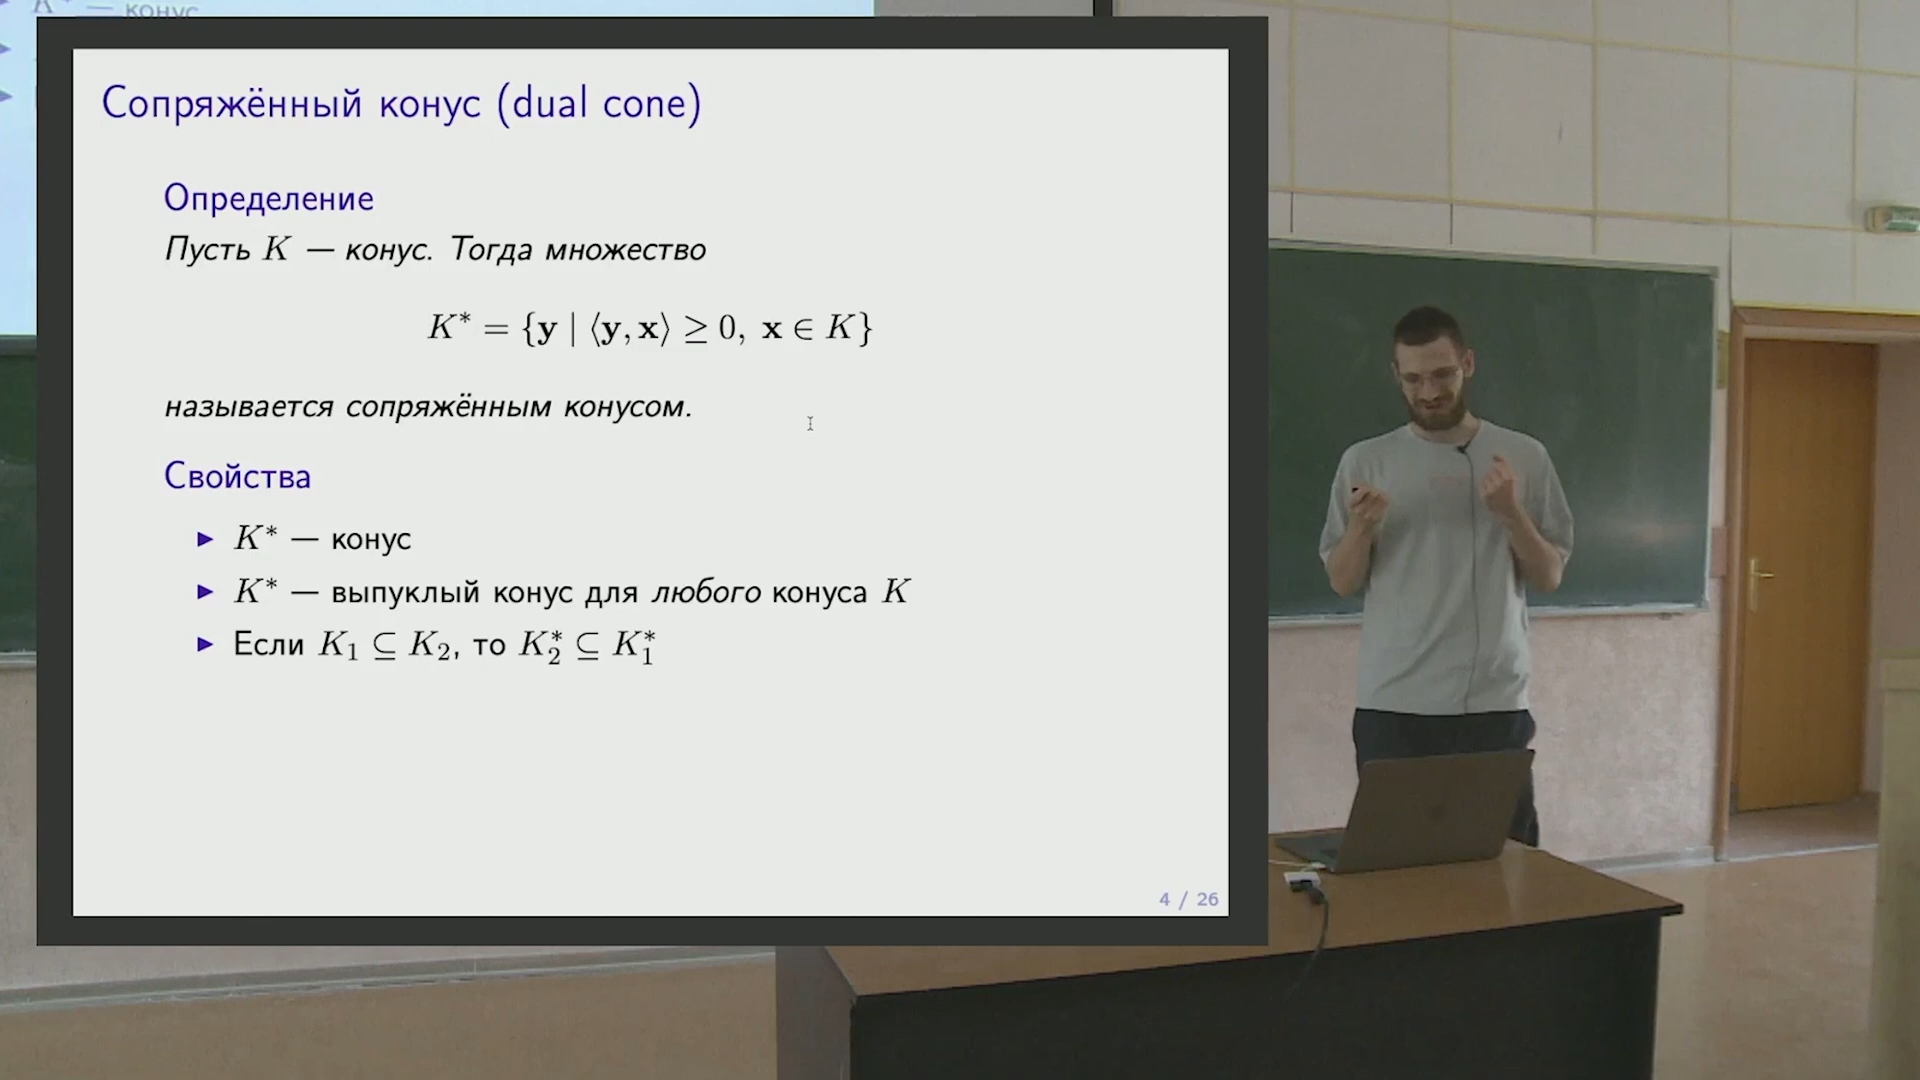 K* — конус
Сопряжённый конус (dual cone)
Определение
Пусть K — конус. Тогда множество
K* = {y | ⟨y, x⟩ ≥ 0, x ∈ K}
называется сопряжённым конусом.
Свойства
▶ K* — конус
▶ K* — выпуклый конус для любого конуса K
▶ Если K₁ ⊆ K₂, то K₂* ⊆ K₁*
4 / 26